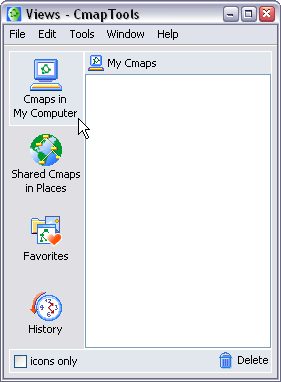 Views - CmapTools
File Edit Tools Window Help
My Cmaps
Cmaps in
My Computer
Shared Cmaps
in Places
Favorites
History
icons only
Delete